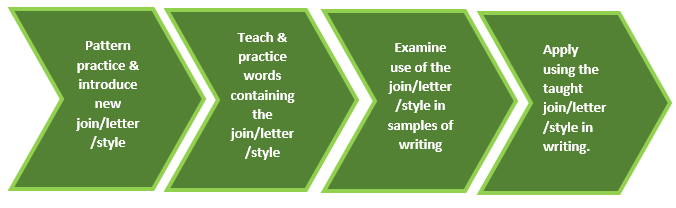 Pattern
practice &
introduce
new
join/letter
/style
Teach &
practice
words
containing
the
join/letter
/style
Examine
use of the
join/letter
/style in
samples of
writing
Apply
using the
taught
join/letter
/style in
writing.